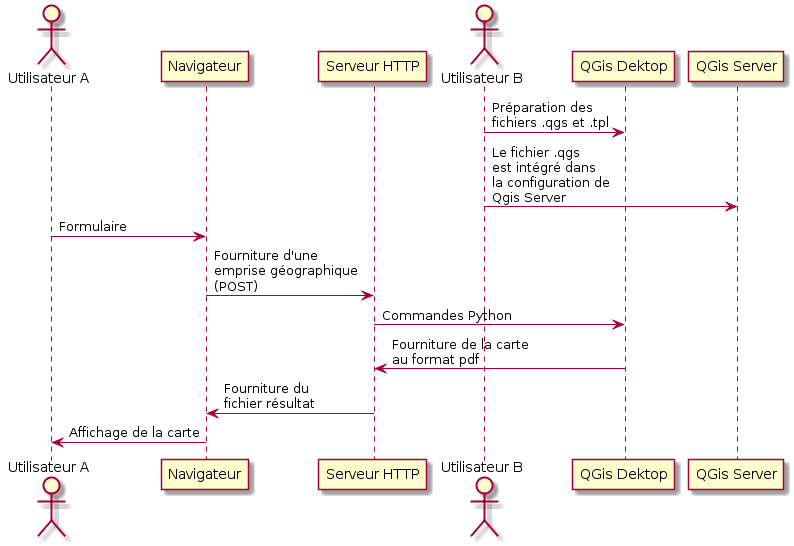 Utilisateur A
Navigateur
Serveur HTTP
Utilisateur B
QGis Dektop
QGis Server
Préparation des
fichiers .qgs et .tpl
Le fichier .qgs
est intégré dans
la configuration de
Qgis Server
Formulaire
Fourniture d'une
emprise géographique
(POST)
Commandes Python
Fourniture de la carte
au format pdf
Fourniture du
fichier résultat
Affichage de la carte
Utilisateur A
Navigateur
Serveur HTTP
Utilisateur B
QGis Dektop
QGis Server